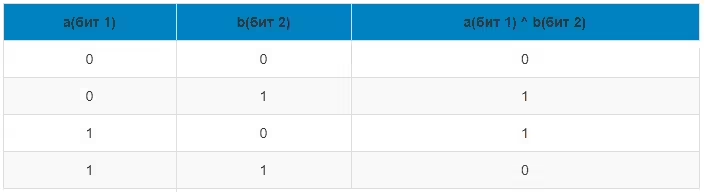 a(бит 1) b(бит 2) a(бит 1) ^ b(бит 2)
0 0 0
0 1 1
1 0 1
1 1 0